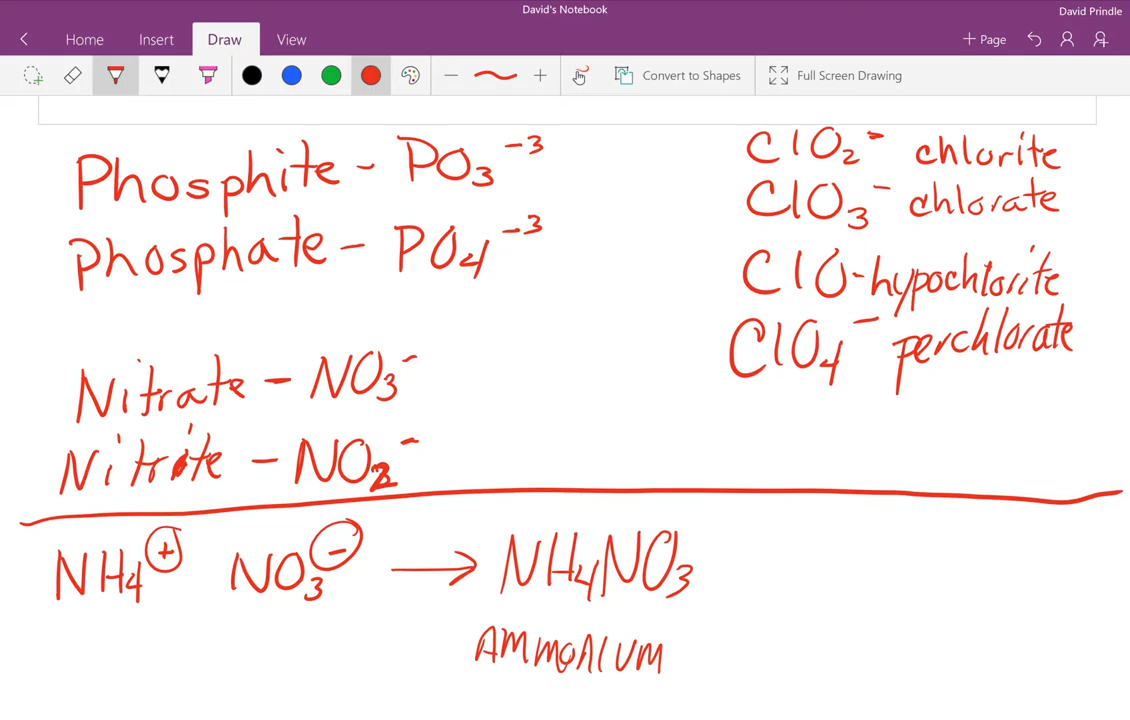 David's Notebook
David Prindle
Home Insert Draw View
+ Page
Convert to Shapes
Full Screen Drawing
Phosphite - PO₃⁻³
Phosphate - PO₄⁻³
ClO₂⁻ chlorite
ClO₃⁻ chlorate
ClO⁻ hypochlorite
ClO₄⁻ perchlorate
Nitrate - NO₃⁻
Nitrite - NO₂⁻
NH₄⁺ NO₃⁻ → NH₄NO₃
AMMONIUM